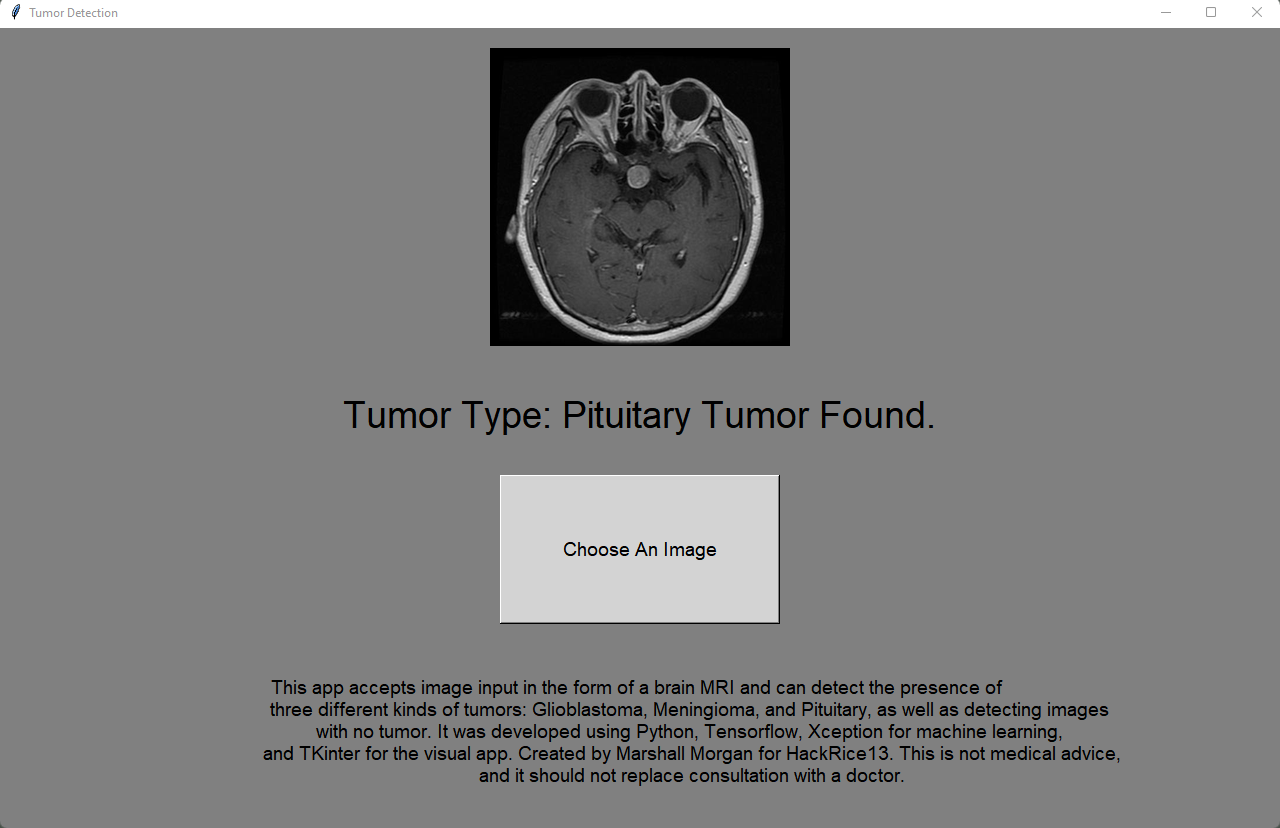 Tumor Detection
Tumor Type: Pituitary Tumor Found.
Choose An Image
This app accepts image input in the form of a brain MRI and can detect the presence of
three different kinds of tumors: Glioblastoma, Meningioma, and Pituitary, as well as detecting images
with no tumor. It was developed using Python, Tensorflow, Xception for machine learning,
and TKinter for the visual app. Created by Marshall Morgan for HackRice13. This is not medical advice,
and it should not replace consultation with a doctor.